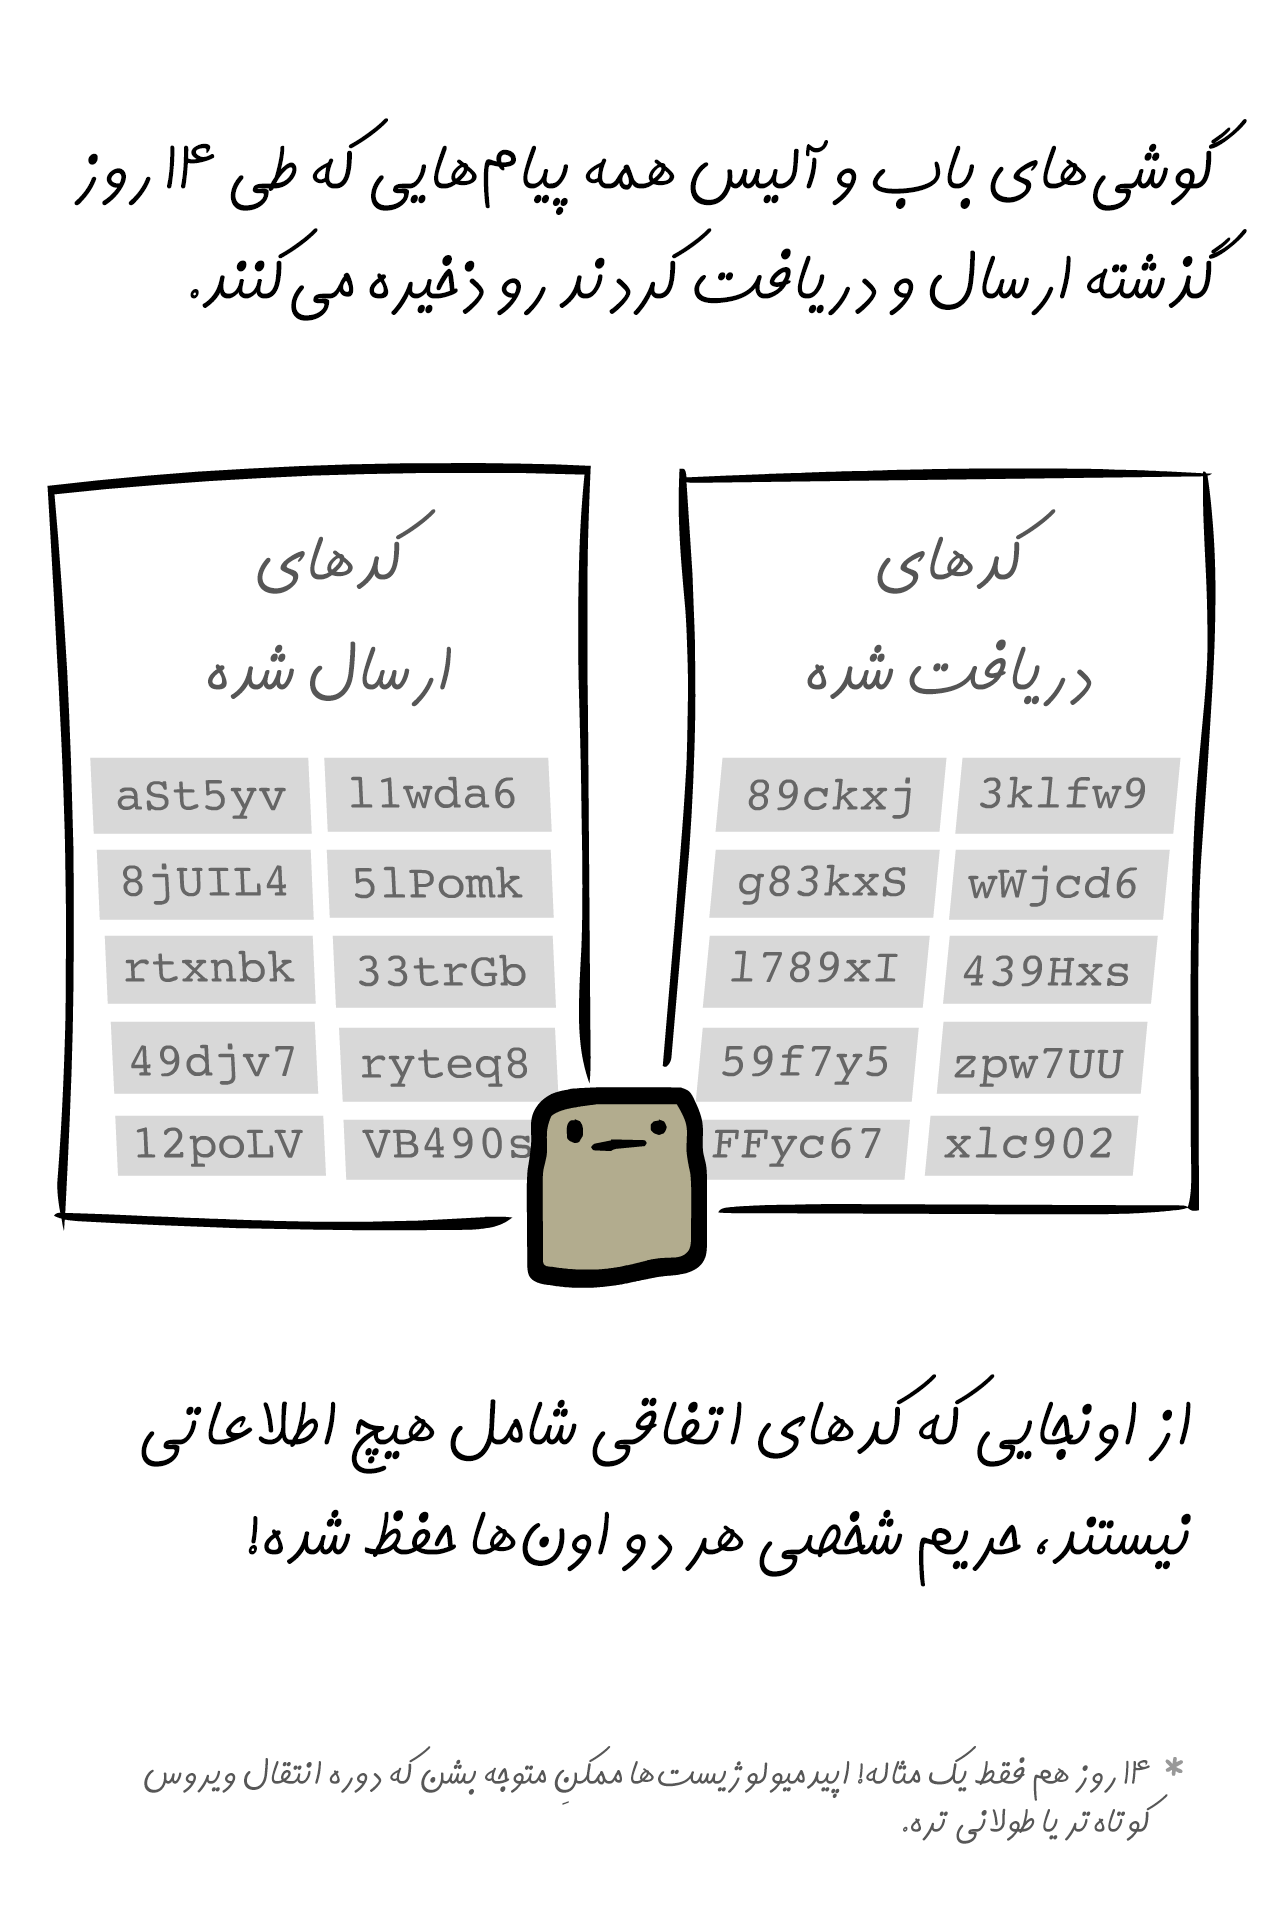 گوشی‌های باب و آلیس همه پیام‌هایی که طی ۱۴ روز
گذشته ارسال و دریافت کردند رو ذخیره می‌کنند.
کدهای
دریافت شده
89ckxj 3klfw9
g83kxS wWjcd6
l789xI 439Hxs
59f7y5 zpw7UU
FFyc67 xlc902
کدهای
ارسال شده
aSt5yv l1wda6
8jUIL4 5lPomk
rtxnbk 33trGb
49djv7 ryteq8
12poLV VB490s
از اونجایی که کدهای اتفاقی شامل هیچ اطلاعاتی
نیستند، حریم شخصی هر دو اون‌ها حفظ شده!
* ۱۴ روز هم فقط یک مثاله! اپیدمیولوژیست‌ها ممکنِ متوجه بشن که دوره انتقال ویروس
کوتاه تر یا طولانی تره.